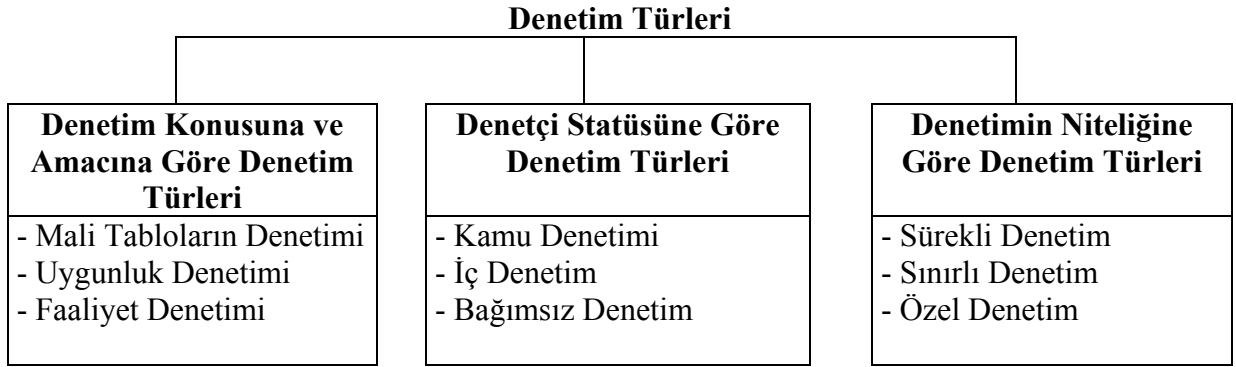 Denetim Türleri
Denetim Konusuna ve
Amacına Göre Denetim
Türleri
- Mali Tabloların Denetimi
- Uygunluk Denetimi
- Faaliyet Denetimi
Denetçi Statüsüne Göre
Denetim Türleri
- Kamu Denetimi
- İç Denetim
- Bağımsız Denetim
Denetimin Niteliğine
Göre Denetim Türleri
- Sürekli Denetim
- Sınırlı Denetim
- Özel Denetim